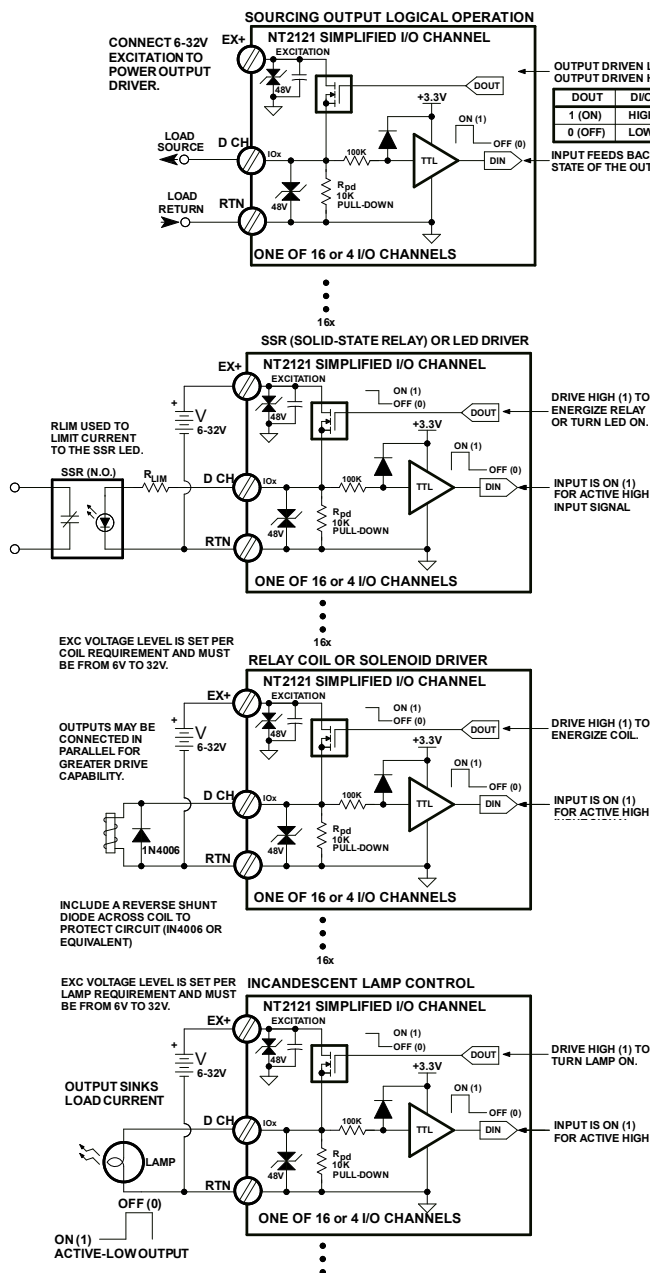 SOURCING OUTPUT LOGICAL OPERATION
NT2121 SIMPLIFIED I/O CHANNEL
CONNECT 6-32V
EXCITATION TO
POWER OUTPUT
DRIVER.
EX+
EXCITATION
48V
DOUT
OUTPUT DRIVEN L
OUTPUT DRIVEN H
DOUT DI/O
1 (ON) HIGH
0 (OFF) LOW
+3.3V
ON (1)
OFF (0)
LOAD
SOURCE
D CH
IOx
100K
TTL
DIN
INPUT FEEDS BAC
STATE OF THE OUT
LOAD
RETURN
RTN
48V
Rpd
10K
PULL-DOWN
ONE OF 16 or 4 I/O CHANNELS
16x
SSR (SOLID-STATE RELAY) OR LED DRIVER
NT2121 SIMPLIFIED I/O CHANNEL
EX+
EXCITATION
48V
ON (1)
OFF (0)
DOUT
DRIVE HIGH (1) TO
ENERGIZE RELAY
OR TURN LED ON.
+
V
6-32V
RLIM USED TO
LIMIT CURRENT
TO THE SSR LED.
SSR (N.O.)
RLIM
+3.3V
ON (1)
OFF (0)
D CH
IOx
100K
TTL
DIN
INPUT IS ON (1)
FOR ACTIVE HIGH
INPUT SIGNAL
RTN
48V
Rpd
10K
PULL-DOWN
ONE OF 16 or 4 I/O CHANNELS
16x
EXC VOLTAGE LEVEL IS SET PER
COIL REQUIREMENT AND MUST
BE FROM 6V TO 32V.
RELAY COIL OR SOLENOID DRIVER
NT2121 SIMPLIFIED I/O CHANNEL
EX+
EXCITATION
48V
ON (1)
OFF (0)
DOUT
DRIVE HIGH (1) TO
ENERGIZE COIL.
OUTPUTS MAY BE
CONNECTED IN
PARALLEL FOR
GREATER DRIVE
CAPABILITY.
+
V
6-32V
+3.3V
ON (1)
OFF (0)
D CH
IOx
100K
TTL
DIN
INPUT IS ON (1)
FOR ACTIVE HIGH
1N4006
RTN
48V
Rpd
10K
PULL-DOWN
ONE OF 16 or 4 I/O CHANNELS
INCLUDE A REVERSE SHUNT
DIODE ACROSS COIL TO
PROTECT CIRCUIT (IN4006 OR
EQUIVALENT)
16x
EXC VOLTAGE LEVEL IS SET PER
LAMP REQUIREMENT AND MUST
BE FROM 6V TO 32V.
INCANDESCENT LAMP CONTROL
NT2121 SIMPLIFIED I/O CHANNEL
EX+
EXCITATION
48V
ON (1)
OFF (0)
DOUT
DRIVE HIGH (1) TO
TURN LAMP ON.
+
V
6-32V
OUTPUT SINKS
LOAD CURRENT
+3.3V
ON (1)
OFF (0)
D CH
IOx
100K
TTL
DIN
INPUT IS ON (1)
FOR ACTIVE HIGH
LAMP
RTN
48V
Rpd
10K
PULL-DOWN
OFF (0)
ON (1)
ACTIVE-LOW OUTPUT
ONE OF 16 or 4 I/O CHANNELS